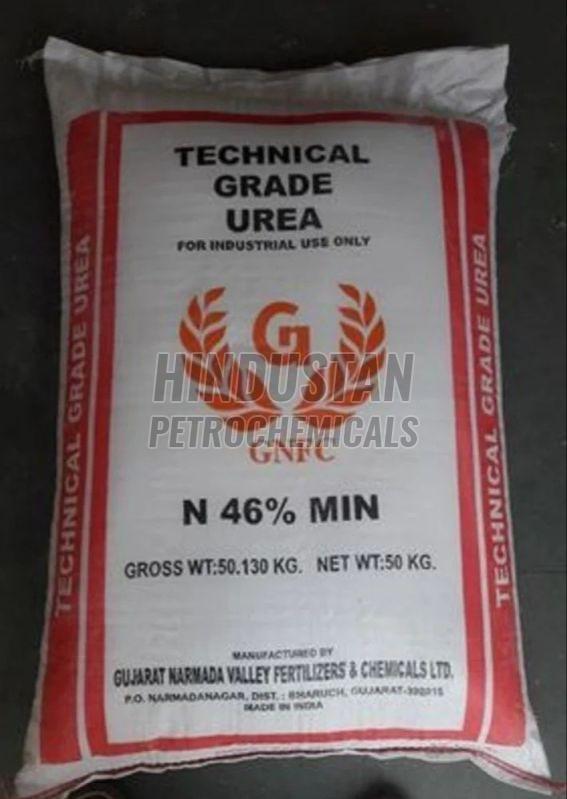 TECHNICAL
GRADE
UREA
FOR INDUSTRIAL USE ONLY
TECHNICAL GRADE UREA
TECHNICAL GRADE UREA
G
HINDUSTAN
PETROCHEMICALS
GNFC
N 46% MIN
GROSS WT:50.130 KG. NET WT:50 KG.
MANUFACTURED BY
GUJARAT NARMADA VALLEY FERTILIZERS & CHEMICALS LTD.
P.O. NARMADANAGAR, DIST. : BHARUCH, GUJARAT-392015
MADE IN INDIA